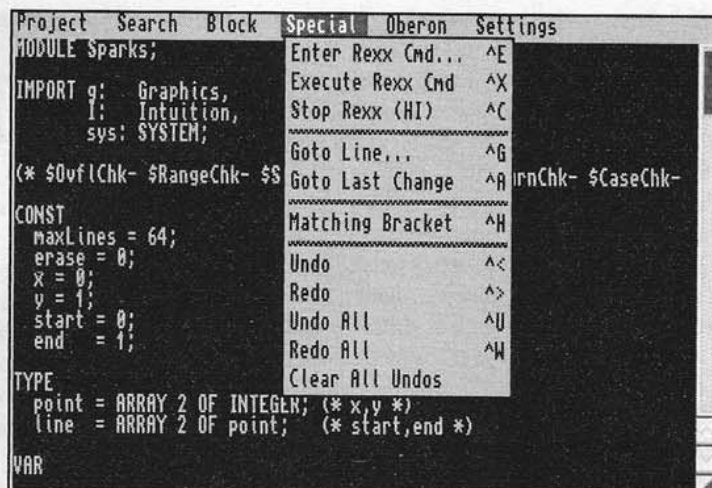 Project Search Block Special Oberon Settings
MODULE Sparks;
IMPORT g: Graphics,
I: Intuition,
sys: SYSTEM;
(* $OvflChk- $RangeChk- $S rnChk- $CaseChk-
CONST
maxLines = 64;
erase = 0;
x = 0;
y = 1;
start = 0;
end = 1;
TYPE
point = ARRAY 2 OF INTEGER; (* x,y *)
line = ARRAY 2 OF point; (* start,end *)
VAR
Enter Rexx Cmd... ^E
Execute Rexx Cmd ^X
Stop Rexx (HI) ^C
Goto Line... ^G
Goto Last Change ^A
Matching Bracket ^H
Undo ^<
Redo ^>
Undo All ^U
Redo All ^W
Clear All Undos